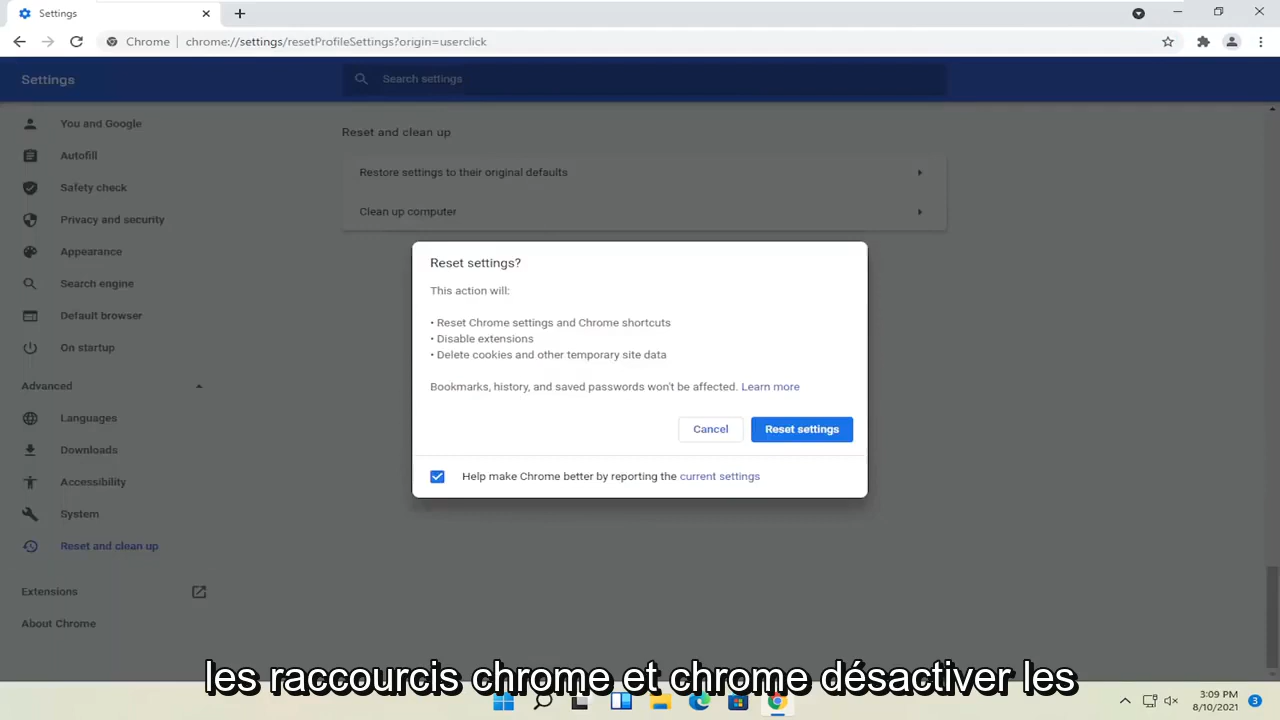 Settings
Chrome
chrome://settings/resetProfileSettings?origin=userclick
Settings
Search settings
You and Google
Autofill
Safety check
Privacy and security
Appearance
Search engine
Default browser
On startup
Advanced
Languages
Downloads
Accessibility
System
Reset and clean up
Extensions
About Chrome
Reset and clean up
Restore settings to their original defaults
Clean up computer
Reset settings?
This action will:
• Reset Chrome settings and Chrome shortcuts
• Disable extensions
• Delete cookies and other temporary site data
Bookmarks, history, and saved passwords won't be affected. Learn more
Cancel
Reset settings
Help make Chrome better by reporting the current settings
les raccourcis chrome et chrome désactiver les
3:09 PM
8/10/2021
3